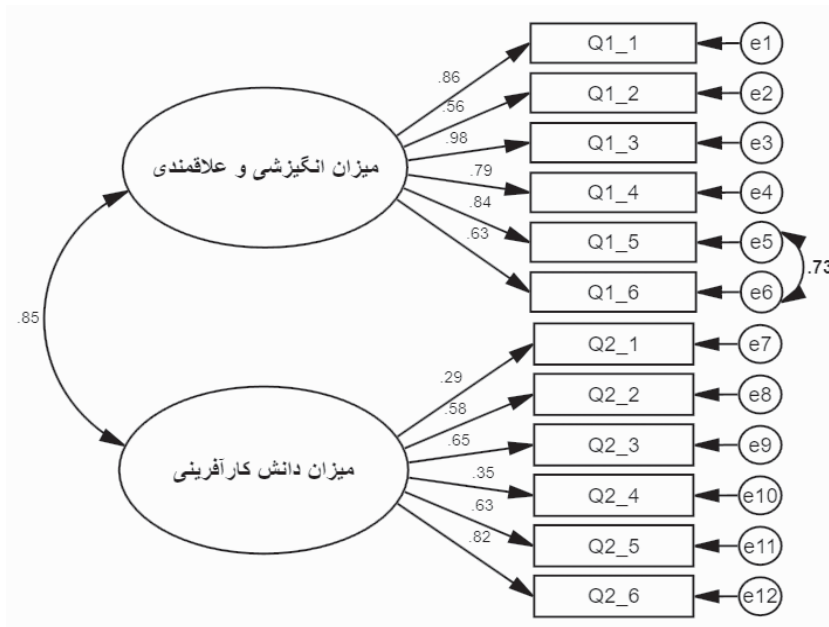 Q1_1
e1
.86
Q1_2
e2
.56
میزان انگیزشی و علاقمندی
Q1_3
e3
.98
Q1_4
e4
.79
Q1_5
e5
.84
Q1_6
e6
.63
.73
.85
Q2_1
e7
.29
Q2_2
e8
.58
Q2_3
e9
.65
میزان دانش کارآفرینی
Q2_4
e10
.35
Q2_5
e11
.63
Q2_6
e12
.82